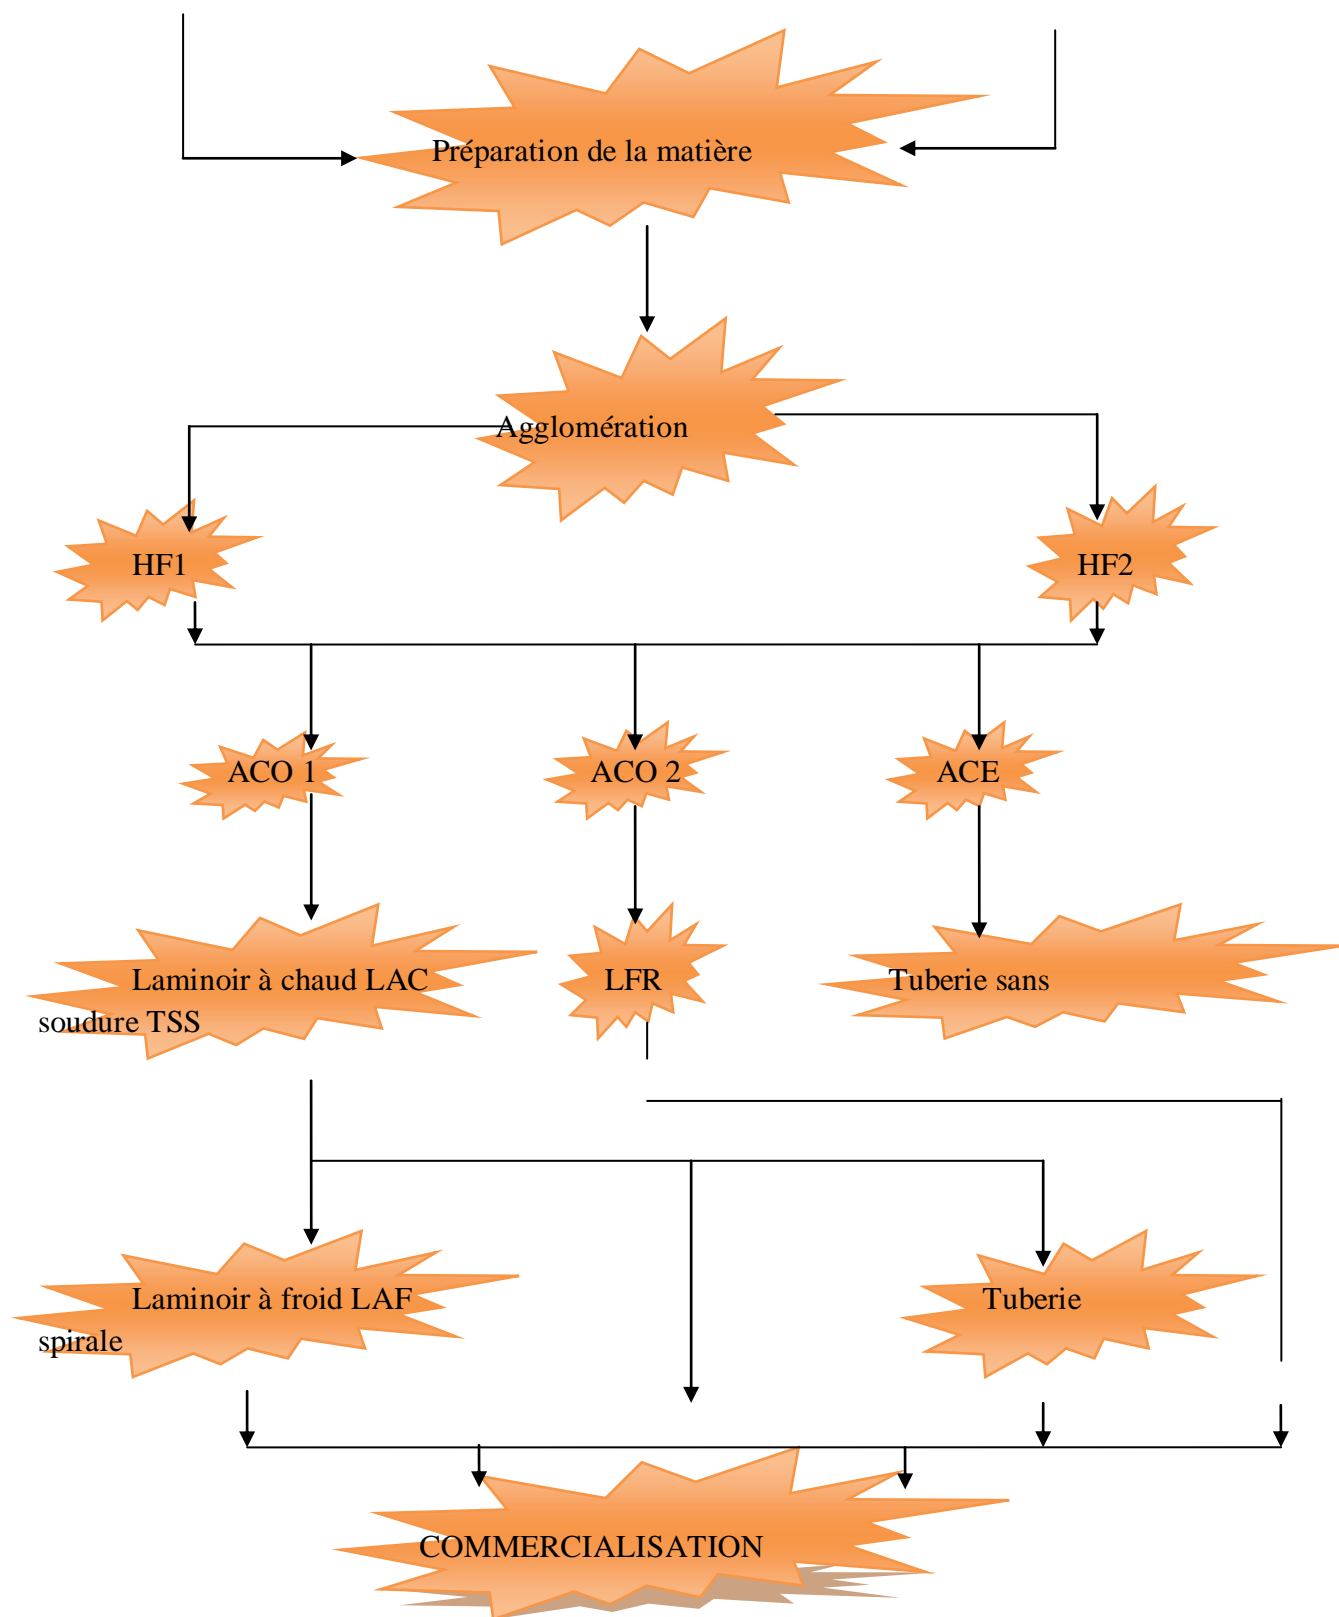 Préparation de la matière
Agglomération
HF1 HF2
ACO 1 ACO 2 ACE
Laminoir à chaud LAC LFR Tuberie sans
soudure TSS
Laminoir à froid LAF Tuberie
spirale
COMMERCIALISATION